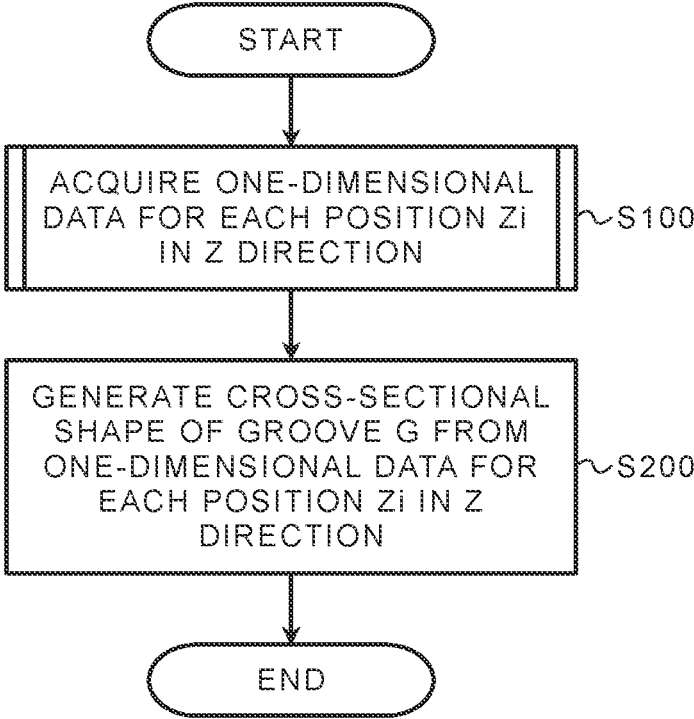 START
ACQUIRE ONE-DIMENSIONAL
DATA FOR EACH POSITION Zi
IN Z DIRECTION
S100
GENERATE CROSS-SECTIONAL
SHAPE OF GROOVE G FROM
ONE-DIMENSIONAL DATA FOR
EACH POSITION Zi IN Z
DIRECTION
S200
END